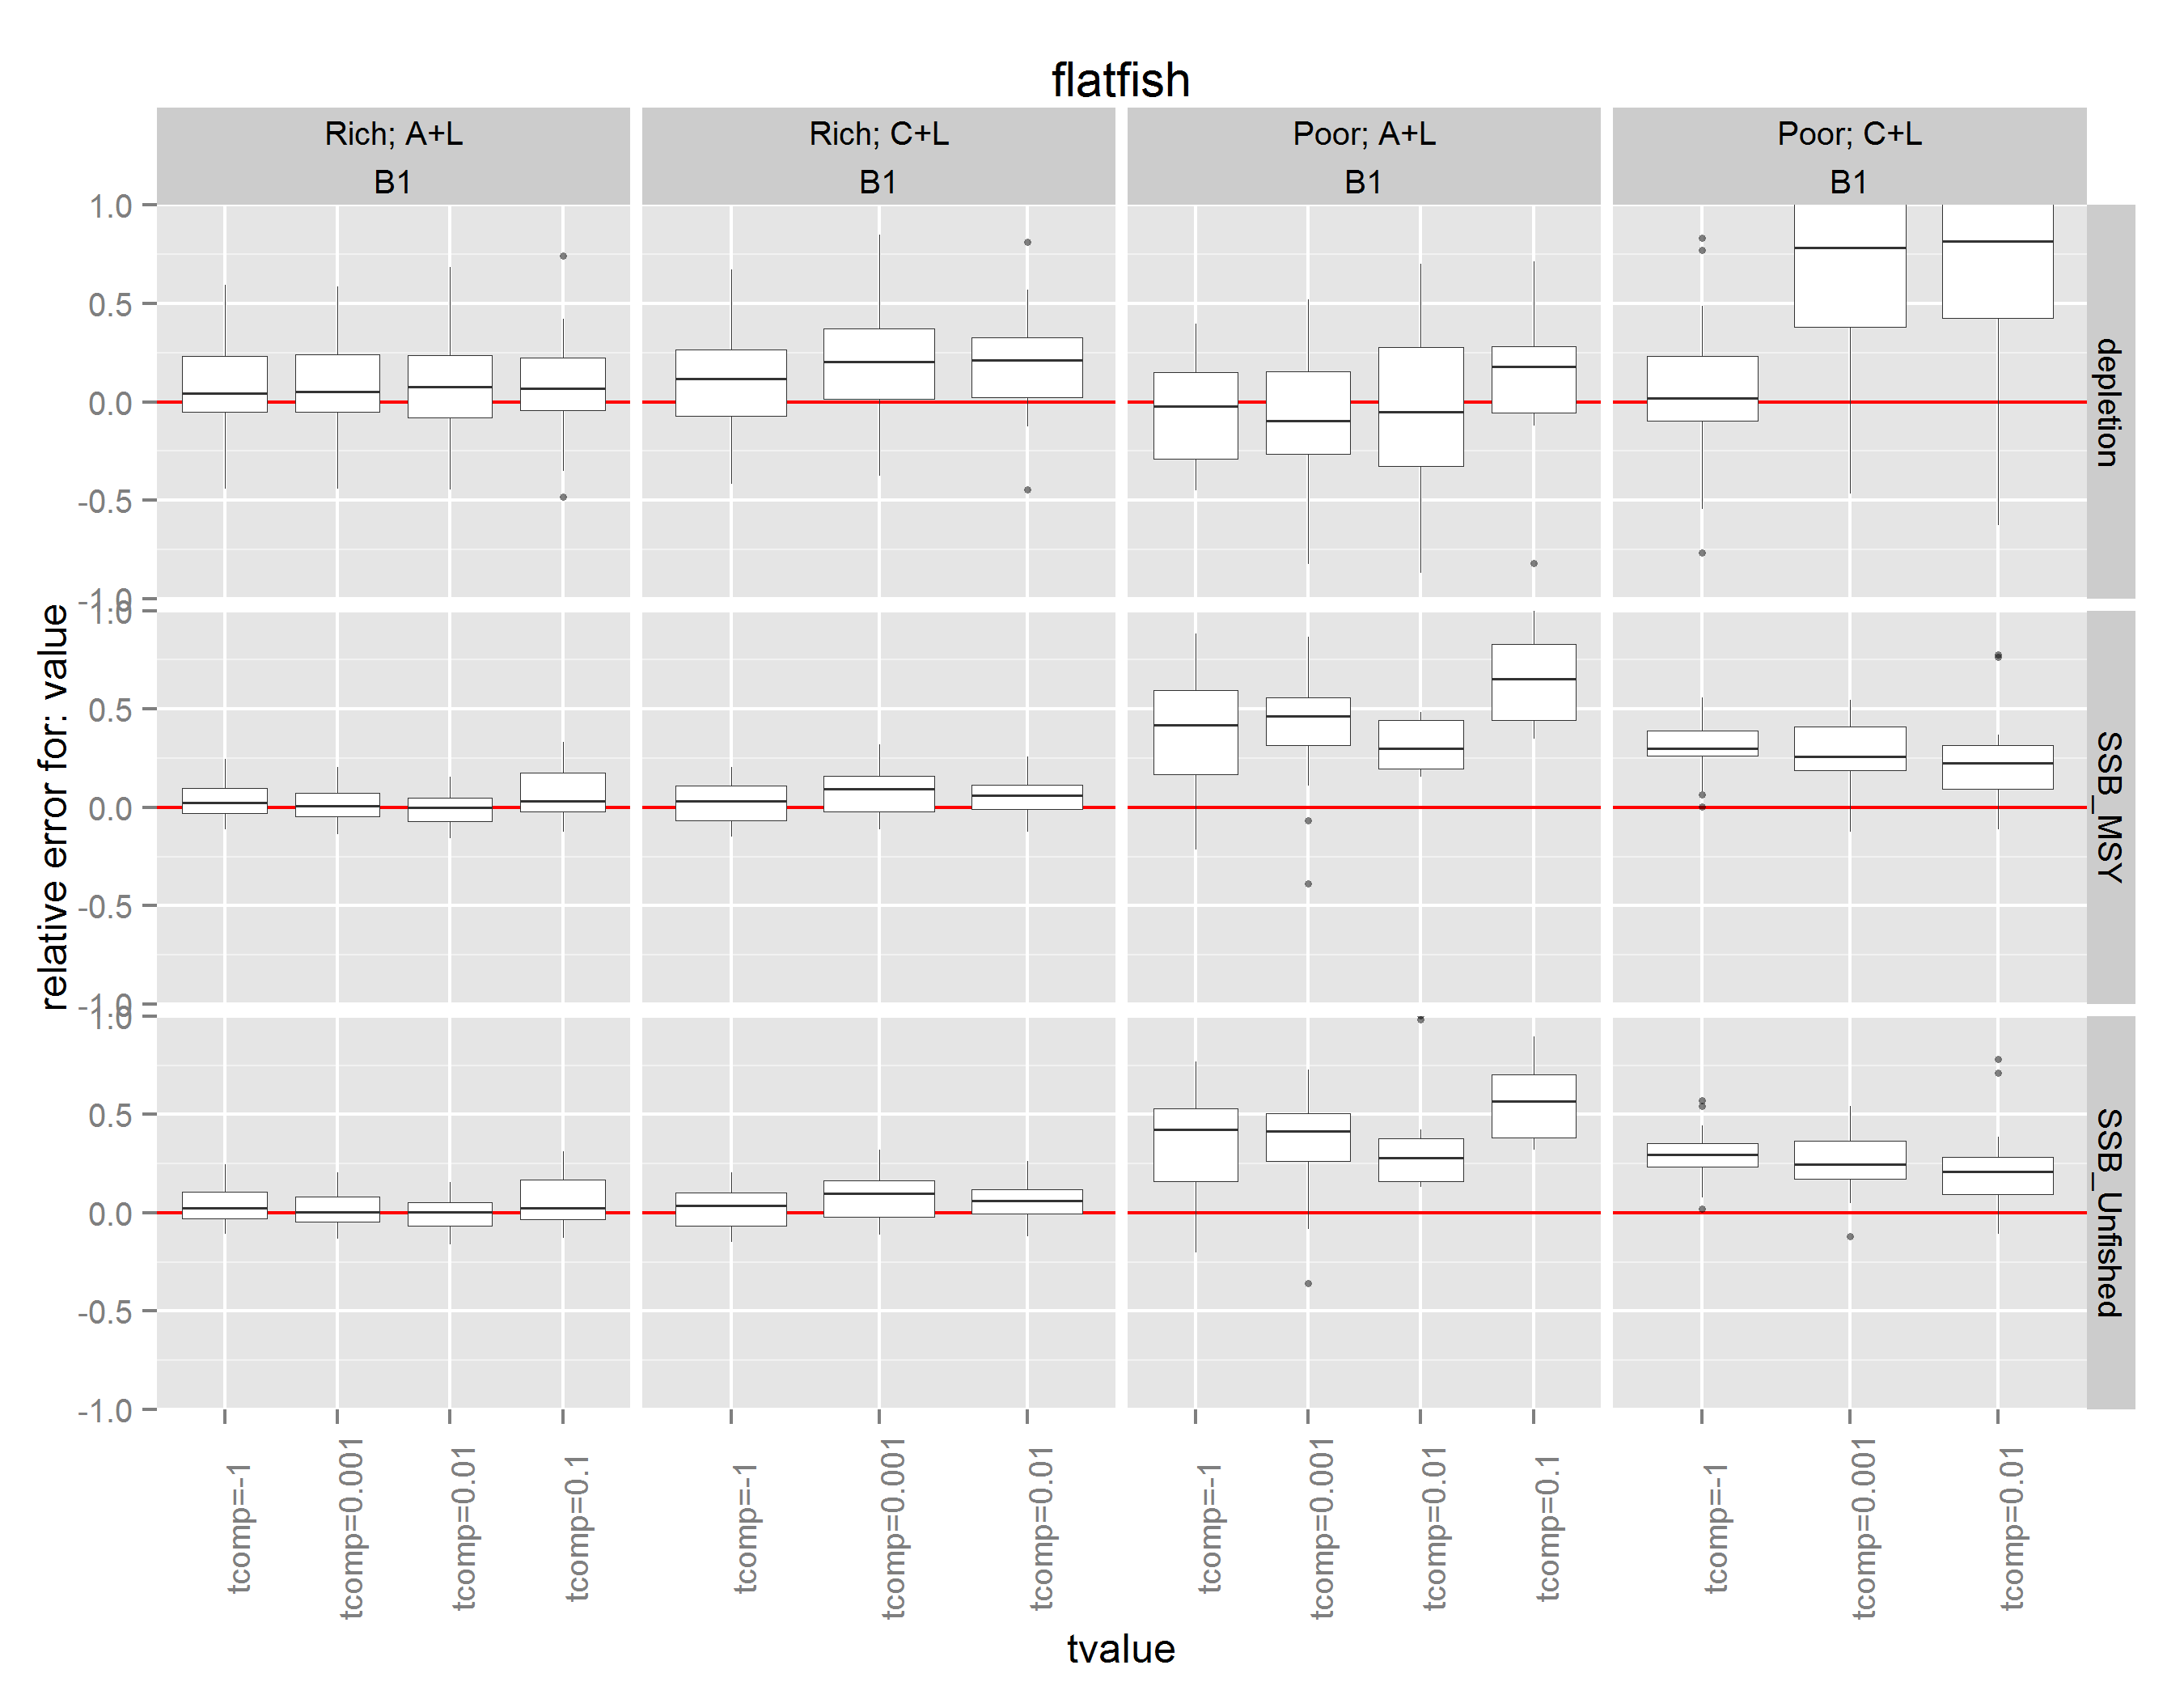 flatfish
Rich; A+L
Rich; C+L
Poor; A+L
Poor; C+L
B1
B1
B1
B1
1.0
0.5
0.0
-0.5
-1.0
depletion
1.0
0.5
0.0
-0.5
-1.0
SSB_MSY
1.0
0.5
0.0
-0.5
-1.0
SSB_Unfished
relative error for: value
tcomp=-1
tcomp=0.001
tcomp=0.01
tcomp=0.1
tcomp=-1
tcomp=0.001
tcomp=0.01
tcomp=-1
tcomp=0.001
tcomp=0.01
tcomp=0.1
tcomp=-1
tcomp=0.001
tcomp=0.01
tvalue